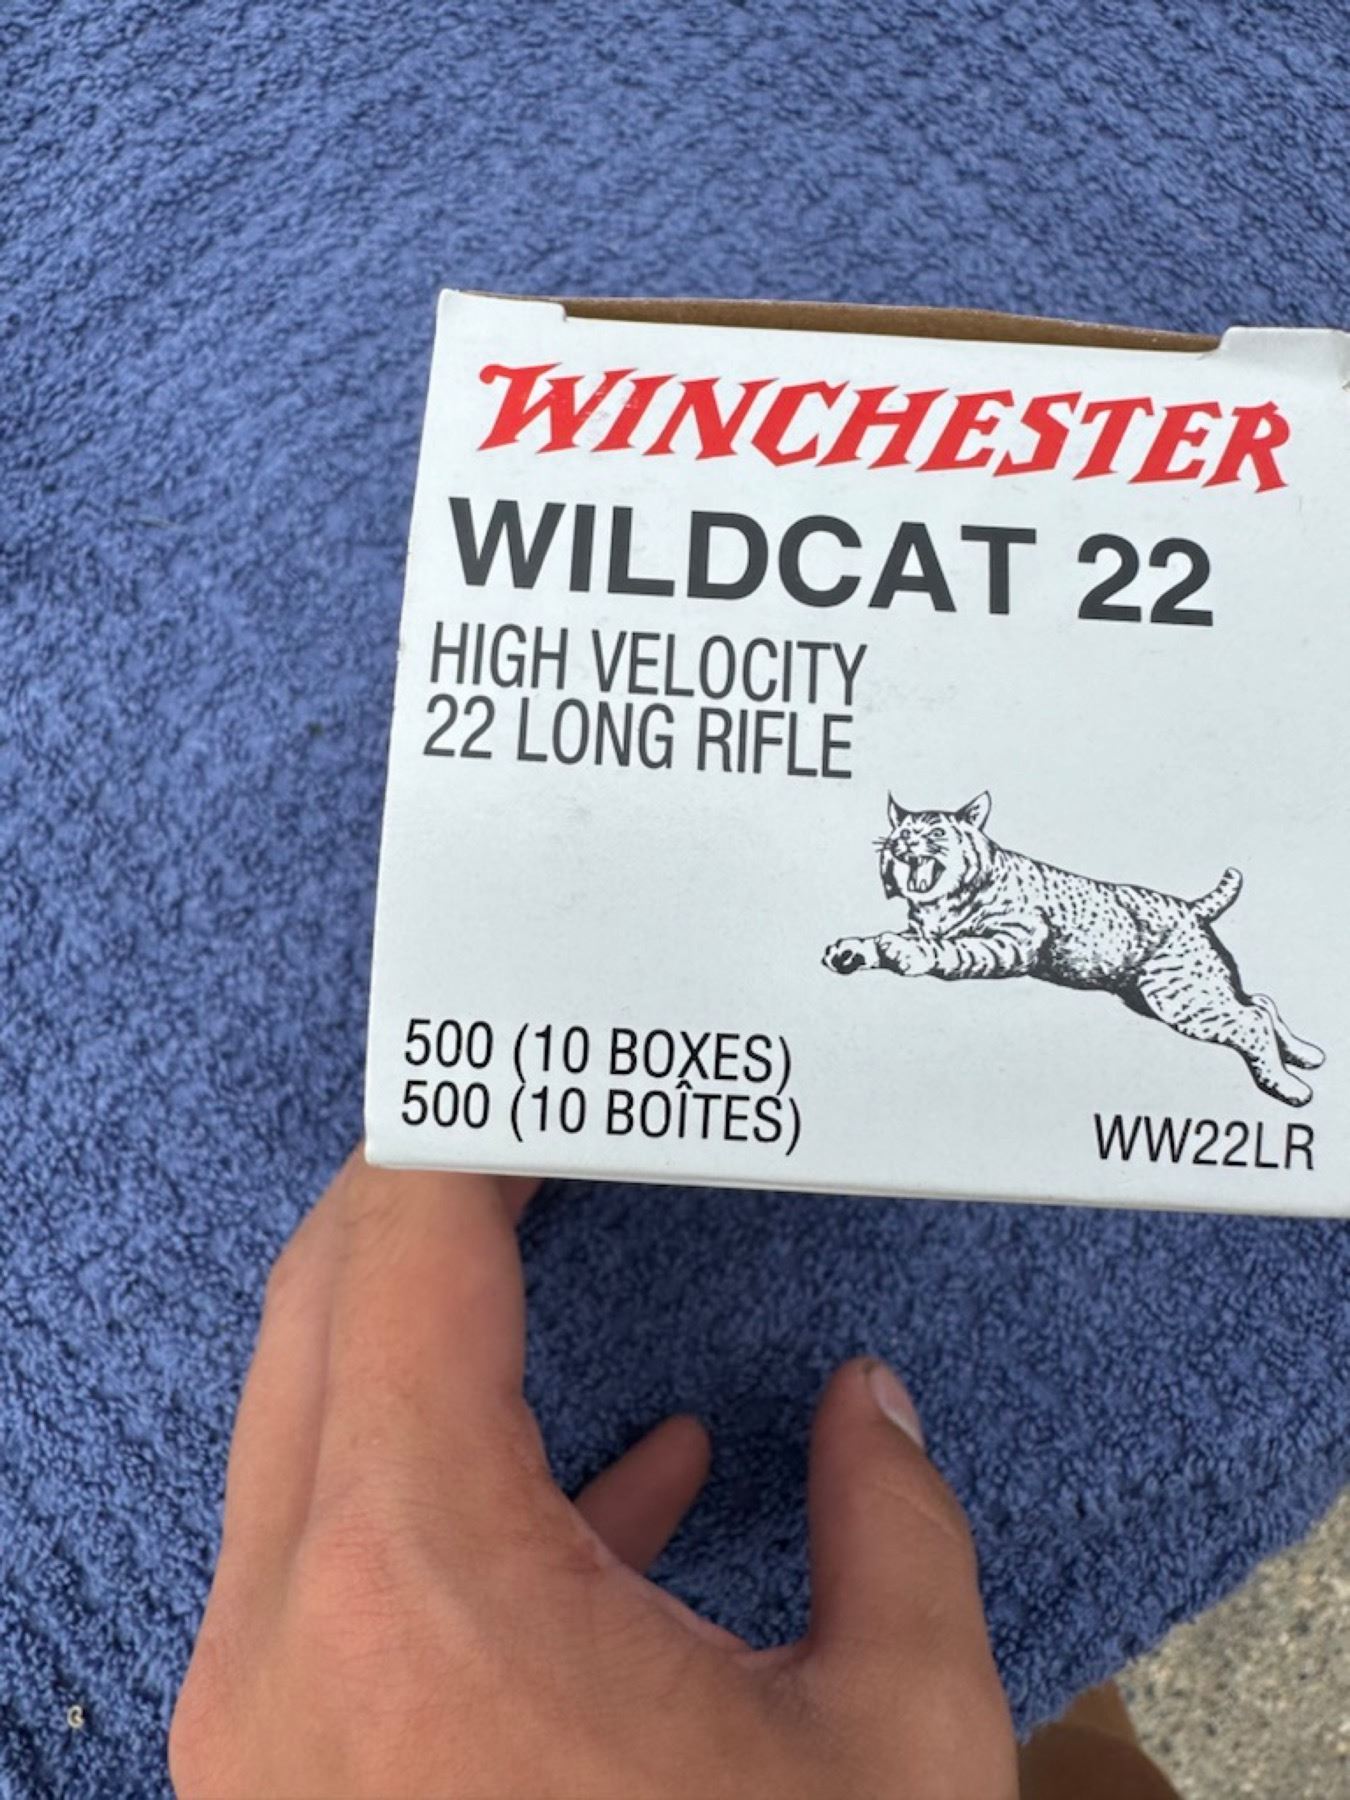 WINCHESTER
WILDCAT 22
HIGH VELOCITY
22 LONG RIFLE
500 (10 BOXES)
500 (10 BOÎTES)
WW22LR